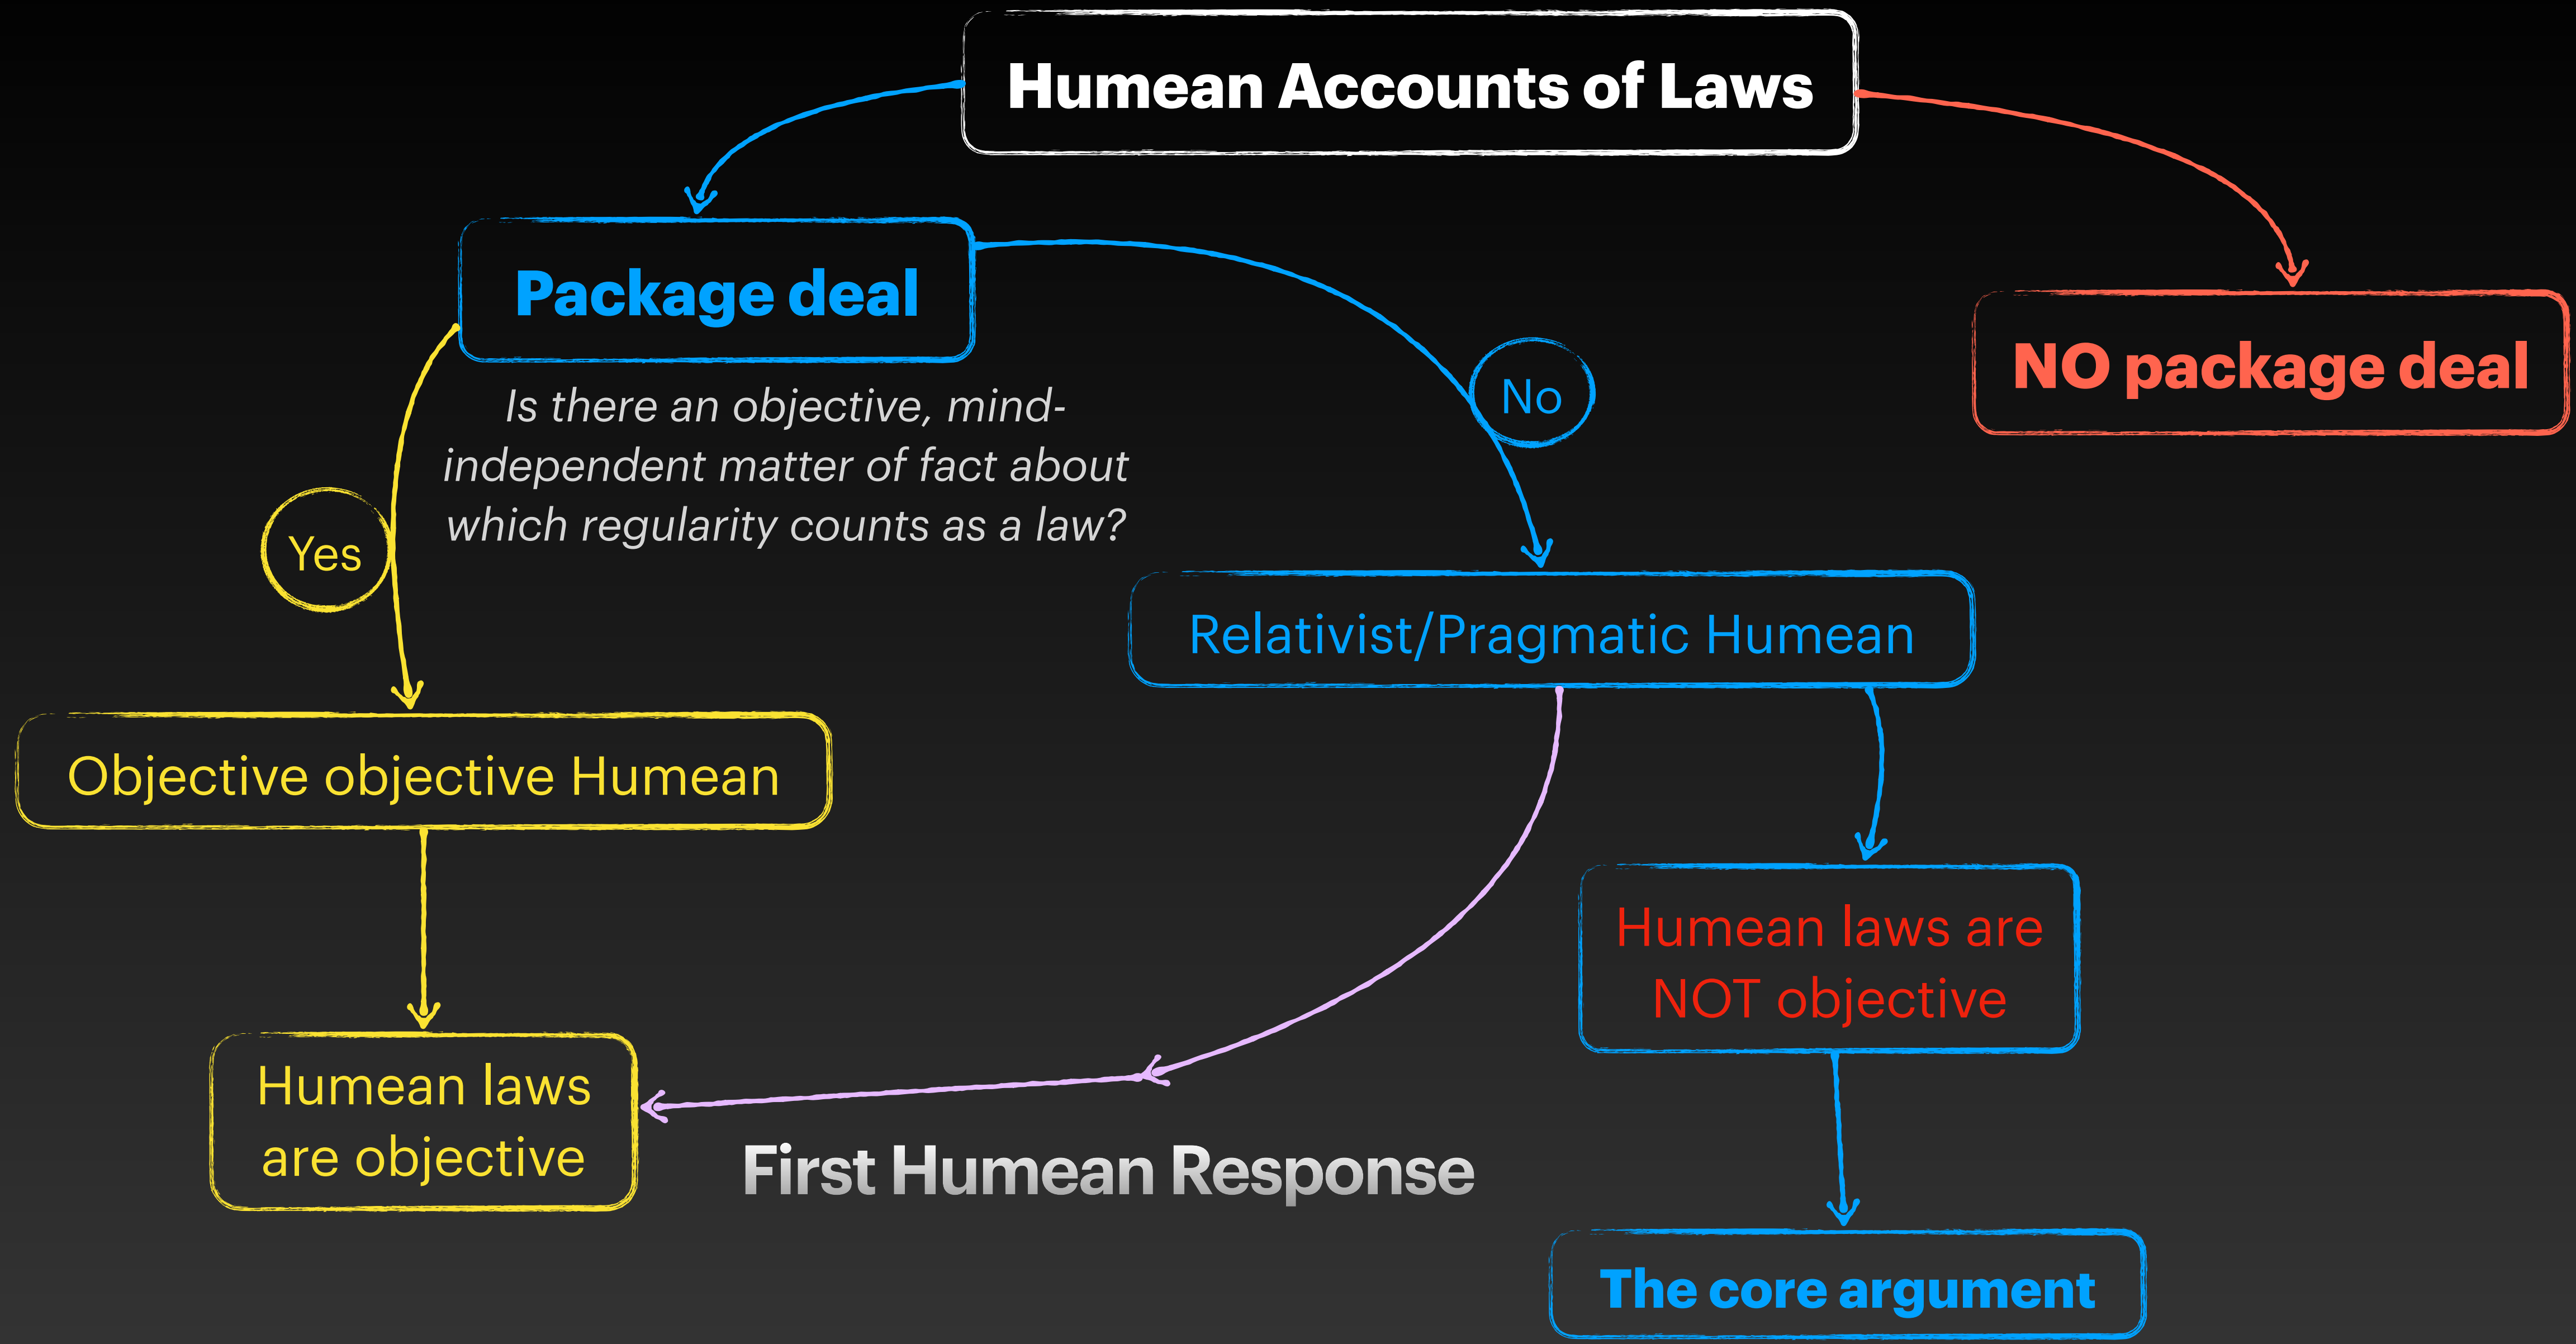 Humean Accounts of Laws
Package deal
NO package deal
Is there an objective, mind-
independent matter of fact about
which regularity counts as a law?
No
Yes
Relativist/Pragmatic Humean
Objective objective Humean
Humean laws are
NOT objective
Humean laws
are objective
First Humean Response
The core argument